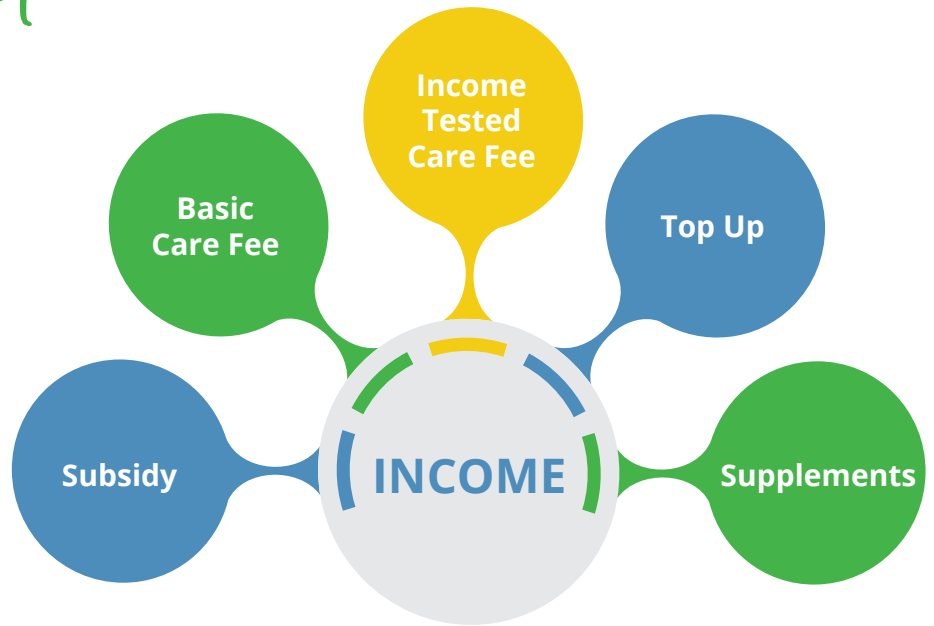 Income
Tested
Care Fee
Basic
Care Fee
Top Up
Subsidy
INCOME
Supplements